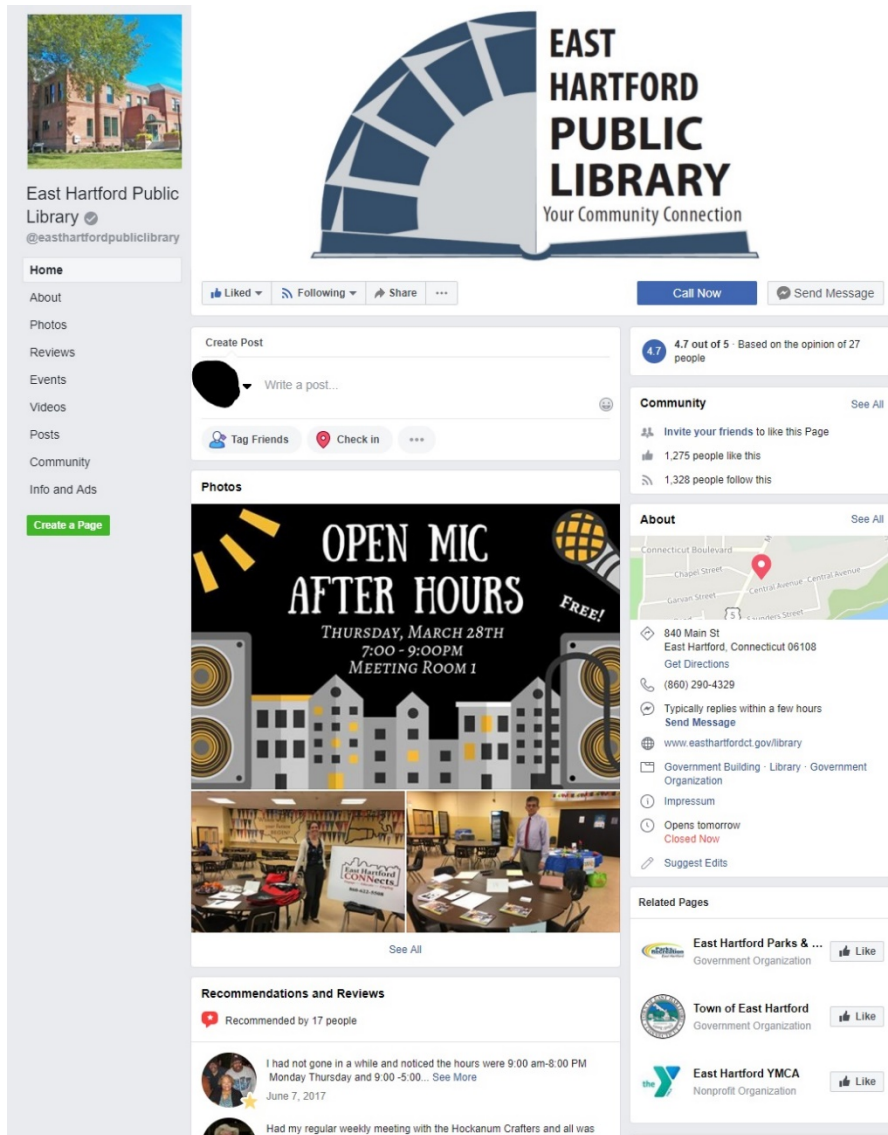 East Hartford Public
Library
@easthartfordpubliclibrary
Home
About
Photos
Reviews
Events
Videos
Posts
Community
Info and Ads
Create a Page
EAST
HARTFORD
PUBLIC
LIBRARY
Your Community Connection
Liked
Following
Share
Call Now
Send Message
Create Post
Write a post...
Tag Friends
Check in
Photos
OPEN MIC
AFTER HOURS
FREE!
THURSDAY, MARCH 28TH
7:00 - 9:00PM
MEETING ROOM 1
East Hartford
CONNects
See All
Recommendations and Reviews
Recommended by 17 people
I had not gone in a while and noticed the hours were 9:00 am-8:00 PM
Monday Thursday and 9:00 -5:00... See More
June 7, 2017
Had my regular weekly meeting with the Hockanum Crafters and all was
4.7
4.7 out of 5 · Based on the opinion of 27
people
Community See All
Invite your friends to like this Page
1,275 people like this
1,328 people follow this
About See All
Connecticut Boulevard
Chapel Street
Garvan Street
Central Avenue
Central Avenue
Saunders Street
5
840 Main St
East Hartford, Connecticut 06108
Get Directions
(860) 290-4329
Typically replies within a few hours
Send Message
www.easthartfordct.gov/library
Government Building · Library · Government
Organization
Impressum
Opens tomorrow
Closed Now
Suggest Edits
Related Pages
Parks &
Recreation
East Hartford Parks & ...
Government Organization
Like
Town of East Hartford
Government Organization
Like
the Y
East Hartford YMCA
Nonprofit Organization
Like